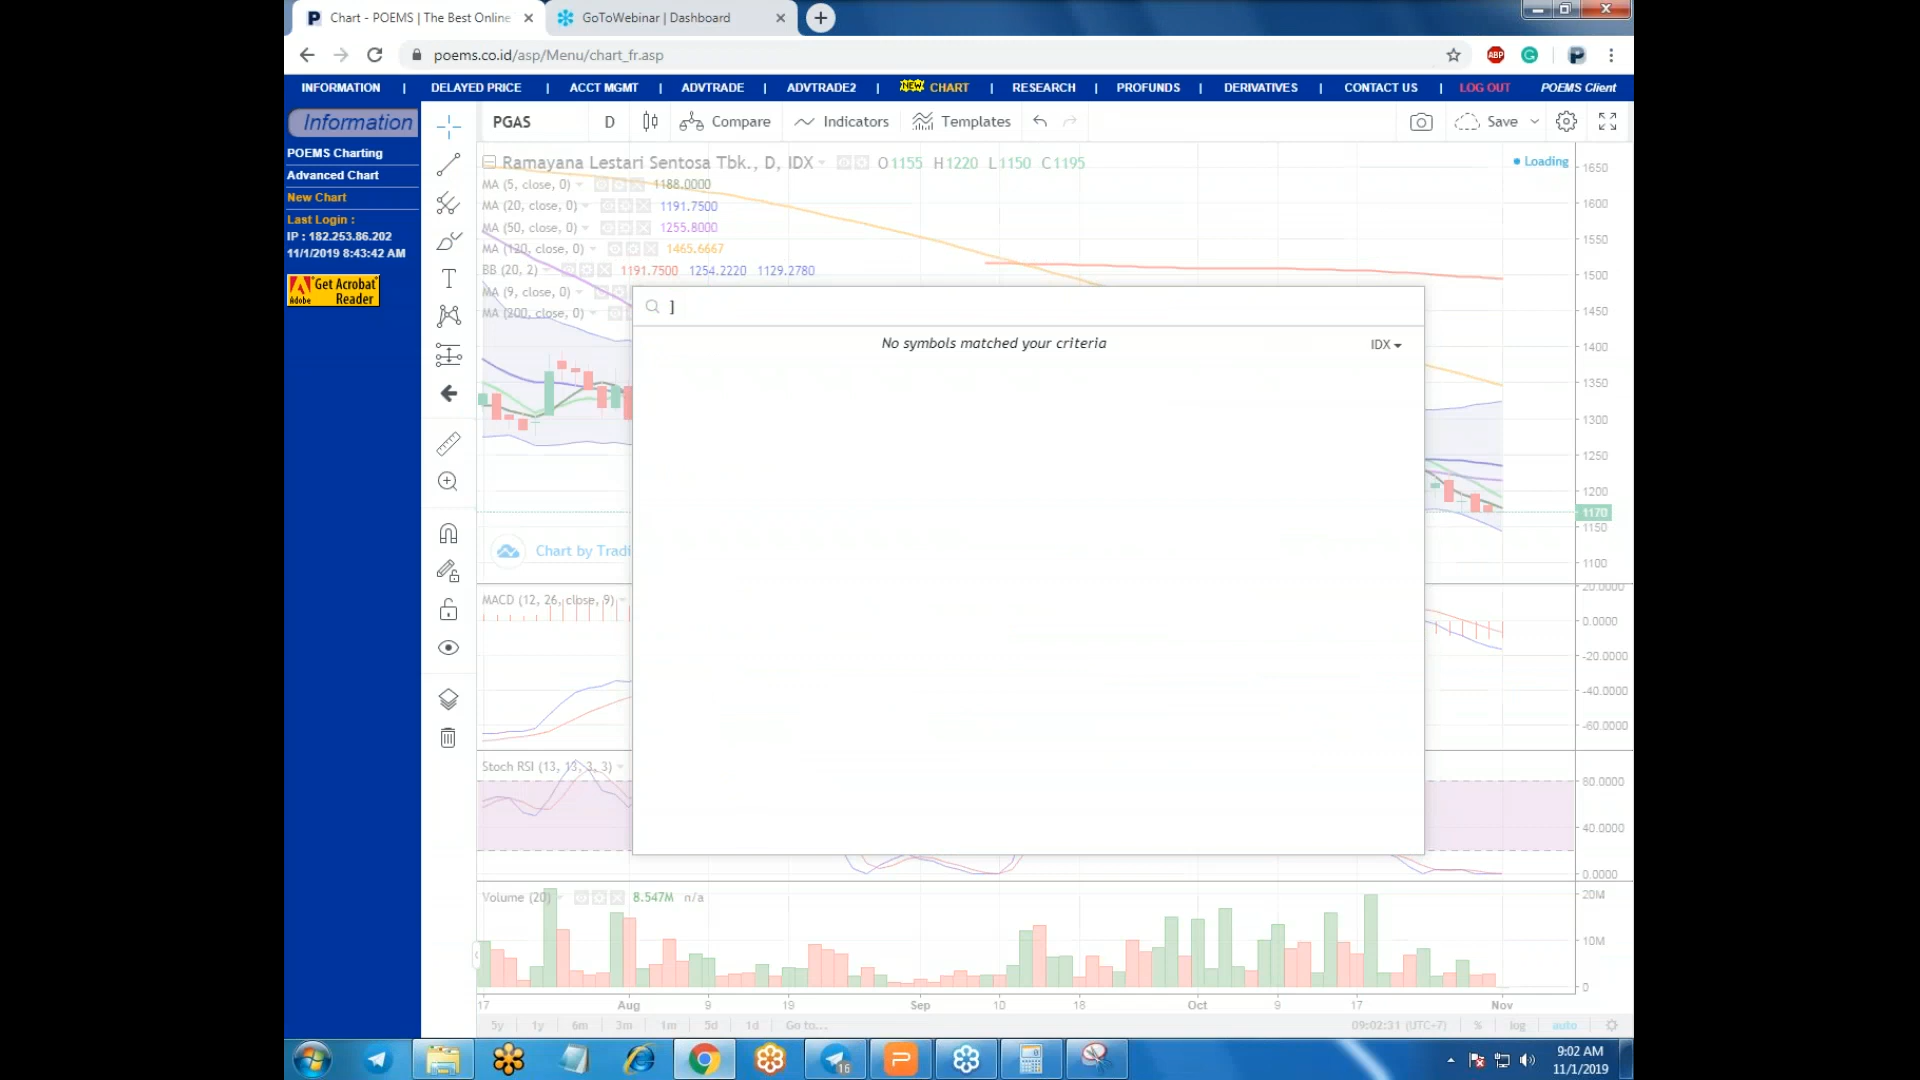 Chart - POEMS | The Best Online
GoToWebinar | Dashboard
poems.co.id/asp/Menu/chart_fr.asp
ABP
INFORMATION | DELAYED PRICE | ACCT MGMT | ADVTRADE | ADVTRADE2 | NEW CHART | RESEARCH | PROFUNDS | DERIVATIVES | CONTACT US | LOG OUT POEMS Client
Information
POEMS Charting
Advanced Chart
New Chart
Last Login :
IP : 182.253.86.202
11/1/2019 8:43:42 AM
Get Acrobat
Adobe Reader
PGAS D Compare Indicators Templates Save
Ramayana Lestari Sentosa Tbk., D, IDX O1155 H1220 L1150 C1195
Loading
MA (5, close, 0) 1188.0000
MA (20, close, 0) 1191.7500
MA (50, close, 0) 1255.8000
MA (120, close, 0) 1465.6667
BB (20, 2) 1191.7500 1254.2220 1129.2780
MA (9, close, 0)
MA (200, close, 0)
]
No symbols matched your criteria
IDX
Chart by Tradi
1650
1600
1550
1500
1450
1400
1350
1300
1250
1200
1170
1150
1100
MACD (12, 26, close, 9)
20.0000
0.0000
-20.0000
-40.0000
-60.0000
Stoch RSI (13, 13, 3, 3)
80.0000
40.0000
0.0000
Volume (20) 8.547M n/a
20M
10M
0
17 Aug 9 19 Sep 10 18 Oct 9 17 Nov
5y 1y 6m 3m 1m 5d 1d Go to...
09:02:31 (UTC+7) % log auto
16
9:02 AM
11/1/2019